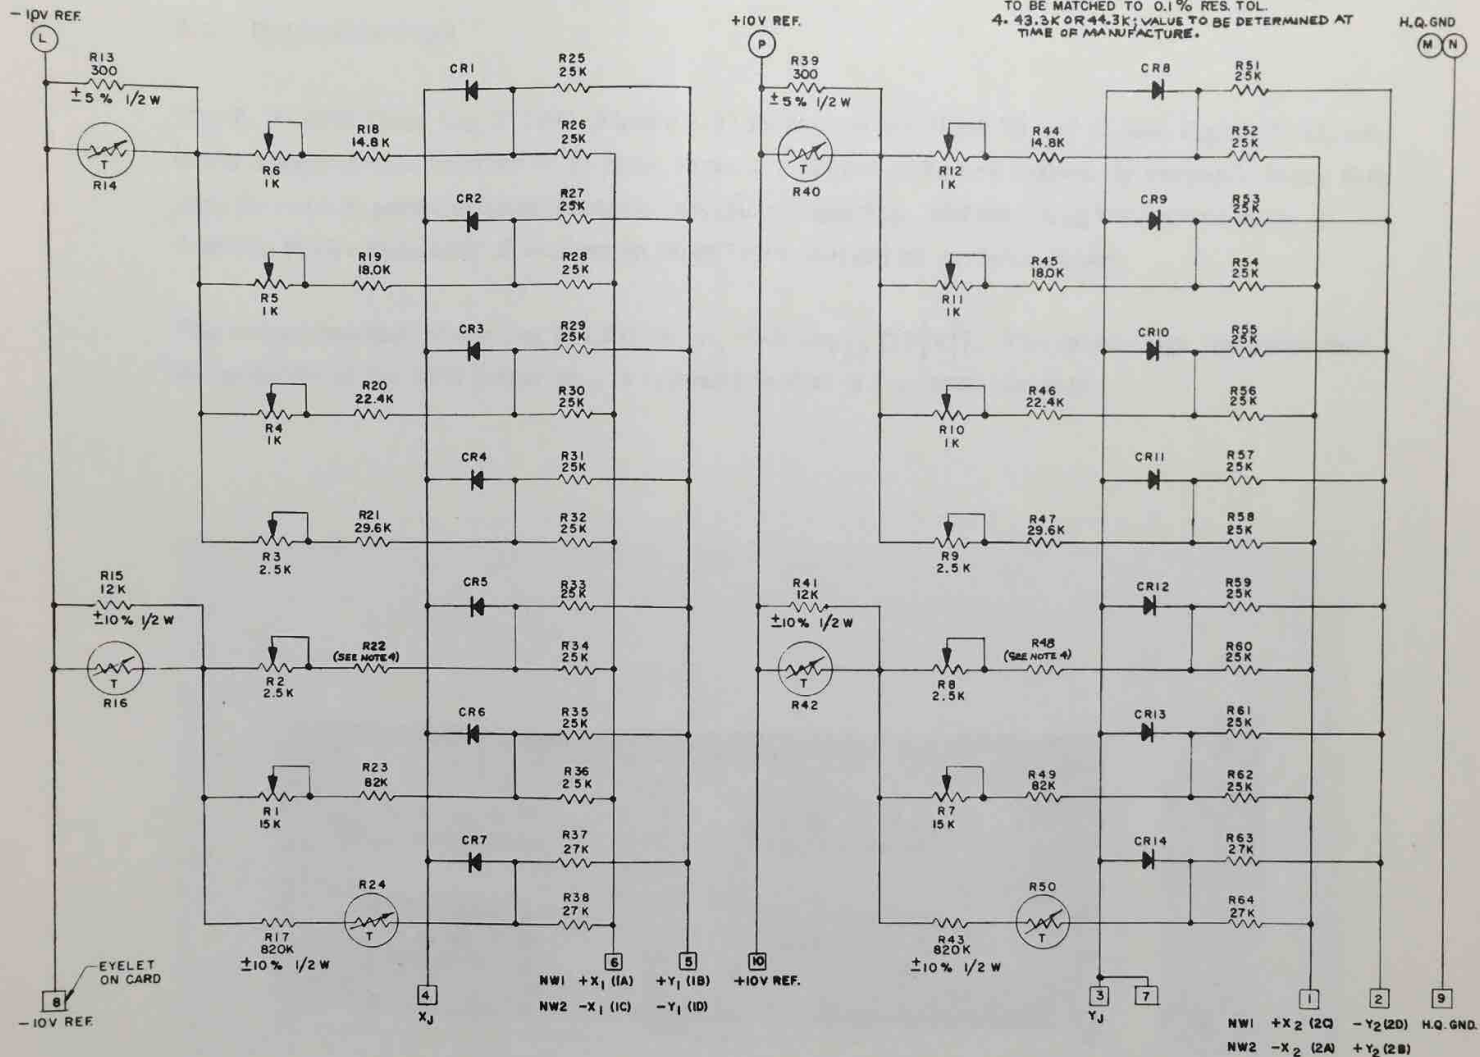 TO BE MATCHED TO 0.1% RES. TOL.
4. 43.3K OR 44.3K; VALUE TO BE DETERMINED AT
TIME OF MANUFACTURE.
-10V REF.
L
R13
300
±5% 1/2 W
T
R14
R6
1K
R18
14.8K
CR1
R25
25K
R26
25K
CR2
R27
25K
R5
1K
R19
18.0K
R28
25K
CR3
R29
25K
R4
1K
R20
22.4K
R30
25K
CR4
R31
25K
R3
2.5K
R21
29.6K
R32
25K
R15
12K
±10% 1/2 W
T
R16
CR5
R33
25K
R2
2.5K
R22
(SEE NOTE 4)
R34
25K
CR6
R35
25K
R1
15K
R23
82K
R36
25K
CR7
R37
27K
R17
820K
±10% 1/2 W
R24
T
R38
27K
EYELET
ON CARD
8
-10V REF.
4
XJ
6
5
NW1 +X1 (1A) +Y1 (1B)
NW2 -X1 (1C) -Y1 (1D)
+10V REF.
P
R39
300
±5% 1/2 W
T
R40
R12
1K
R44
14.8K
CR8
R51
25K
R52
25K
CR9
R53
25K
R11
1K
R45
18.0K
R54
25K
CR10
R55
25K
R10
1K
R46
22.4K
R56
25K
CR11
R57
25K
R9
2.5K
R47
29.6K
R58
25K
R41
12K
±10% 1/2 W
T
R42
CR12
R59
25K
R8
2.5K
R48
(SEE NOTE 4)
R60
25K
CR13
R61
25K
R7
15K
R49
82K
R62
25K
CR14
R63
27K
R43
820K
±10% 1/2 W
R50
T
R64
27K
10
+10V REF.
3
7
YJ
1
2
NW1 +X2 (2C) -Y2 (2D)
NW2 -X2 (2A) +Y2 (2B)
H.Q. GND
M
N
9
H.Q. GND.